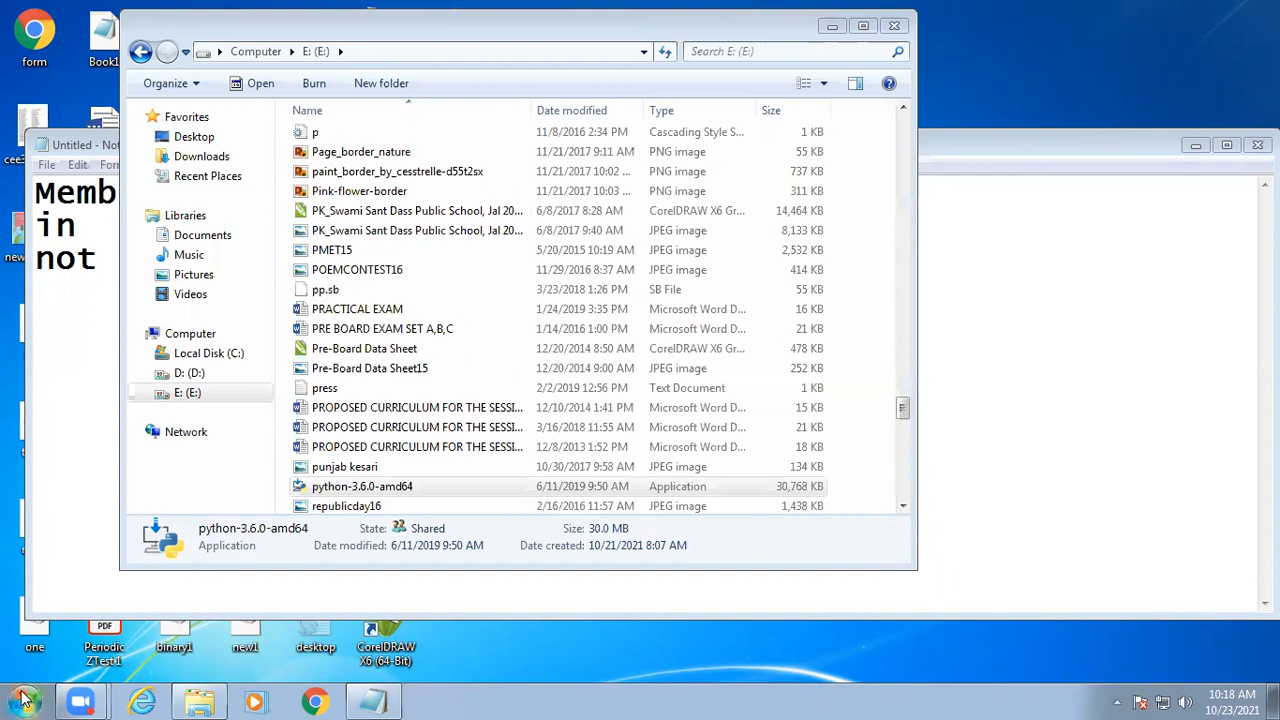 form
Book1
Computer
E: (E:)
Search E: (E:)
Organize
Open
Burn
New folder
Untitled - Not
File Edit Form
Memb
in
not
cee3
new
Favorites
Desktop
Downloads
Recent Places
Libraries
Documents
Music
Pictures
Videos
Computer
Local Disk (C:)
D: (D:)
E: (E:)
Network
Name Date modified Type Size
p 11/8/2016 2:34 PM Cascading Style S... 1 KB
Page_border_nature 11/21/2017 9:11 AM PNG image 55 KB
paint_border_by_cesstrelle-d55t2sx 11/21/2017 10:02 ... PNG image 737 KB
Pink-flower-border 11/21/2017 10:03 ... PNG image 311 KB
PK_Swami Sant Dass Public School, Jal 20... 6/8/2017 8:28 AM CorelDRAW X6 Gr... 14,464 KB
PK_Swami Sant Dass Public School, Jal 20... 6/8/2017 9:40 AM JPEG image 8,133 KB
PMET15 5/20/2015 10:19 AM JPEG image 2,532 KB
POEMCONTEST16 11/29/2016 8:37 AM JPEG image 414 KB
pp.sb 3/23/2018 1:26 PM SB File 55 KB
PRACTICAL EXAM 1/24/2019 3:35 PM Microsoft Word D... 16 KB
PRE BOARD EXAM SET A,B,C 1/14/2016 1:00 PM Microsoft Word D... 21 KB
Pre-Board Data Sheet 12/20/2014 8:50 AM CorelDRAW X6 Gr... 478 KB
Pre-Board Data Sheet15 12/20/2014 9:00 AM JPEG image 252 KB
press 2/2/2019 12:56 PM Text Document 1 KB
PROPOSED CURRICULUM FOR THE SESSI... 12/10/2014 1:41 PM Microsoft Word D... 15 KB
PROPOSED CURRICULUM FOR THE SESSI... 3/16/2018 11:55 AM Microsoft Word D... 21 KB
PROPOSED CURRICULUM FOR THE SESSI... 12/8/2013 1:52 PM Microsoft Word D... 18 KB
punjab kesari 10/30/2017 9:58 AM JPEG image 134 KB
python-3.6.0-amd64 6/11/2019 9:50 AM Application 30,768 KB
republicday16 2/16/2016 11:57 AM JPEG image 1,438 KB
python-3.6.0-amd64 State: Shared Size: 30.0 MB
Application Date modified: 6/11/2019 9:50 AM Date created: 10/21/2021 8:07 AM
PDF
one
Periodic ZTest1
binary1
new1
desktop
CorelDRAW X6 (64-Bit)
10:18 AM
10/23/2021